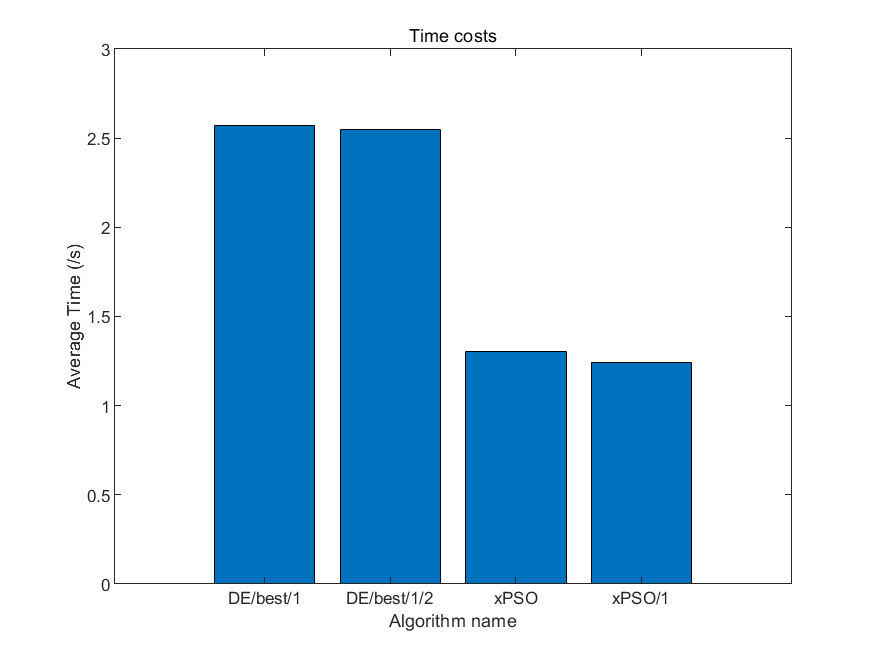 Time costs
3
2.5
2
1.5
1
0.5
0
Average Time (/s)
DE/best/1
DE/best/1/2
xPSO
xPSO/1
Algorithm name